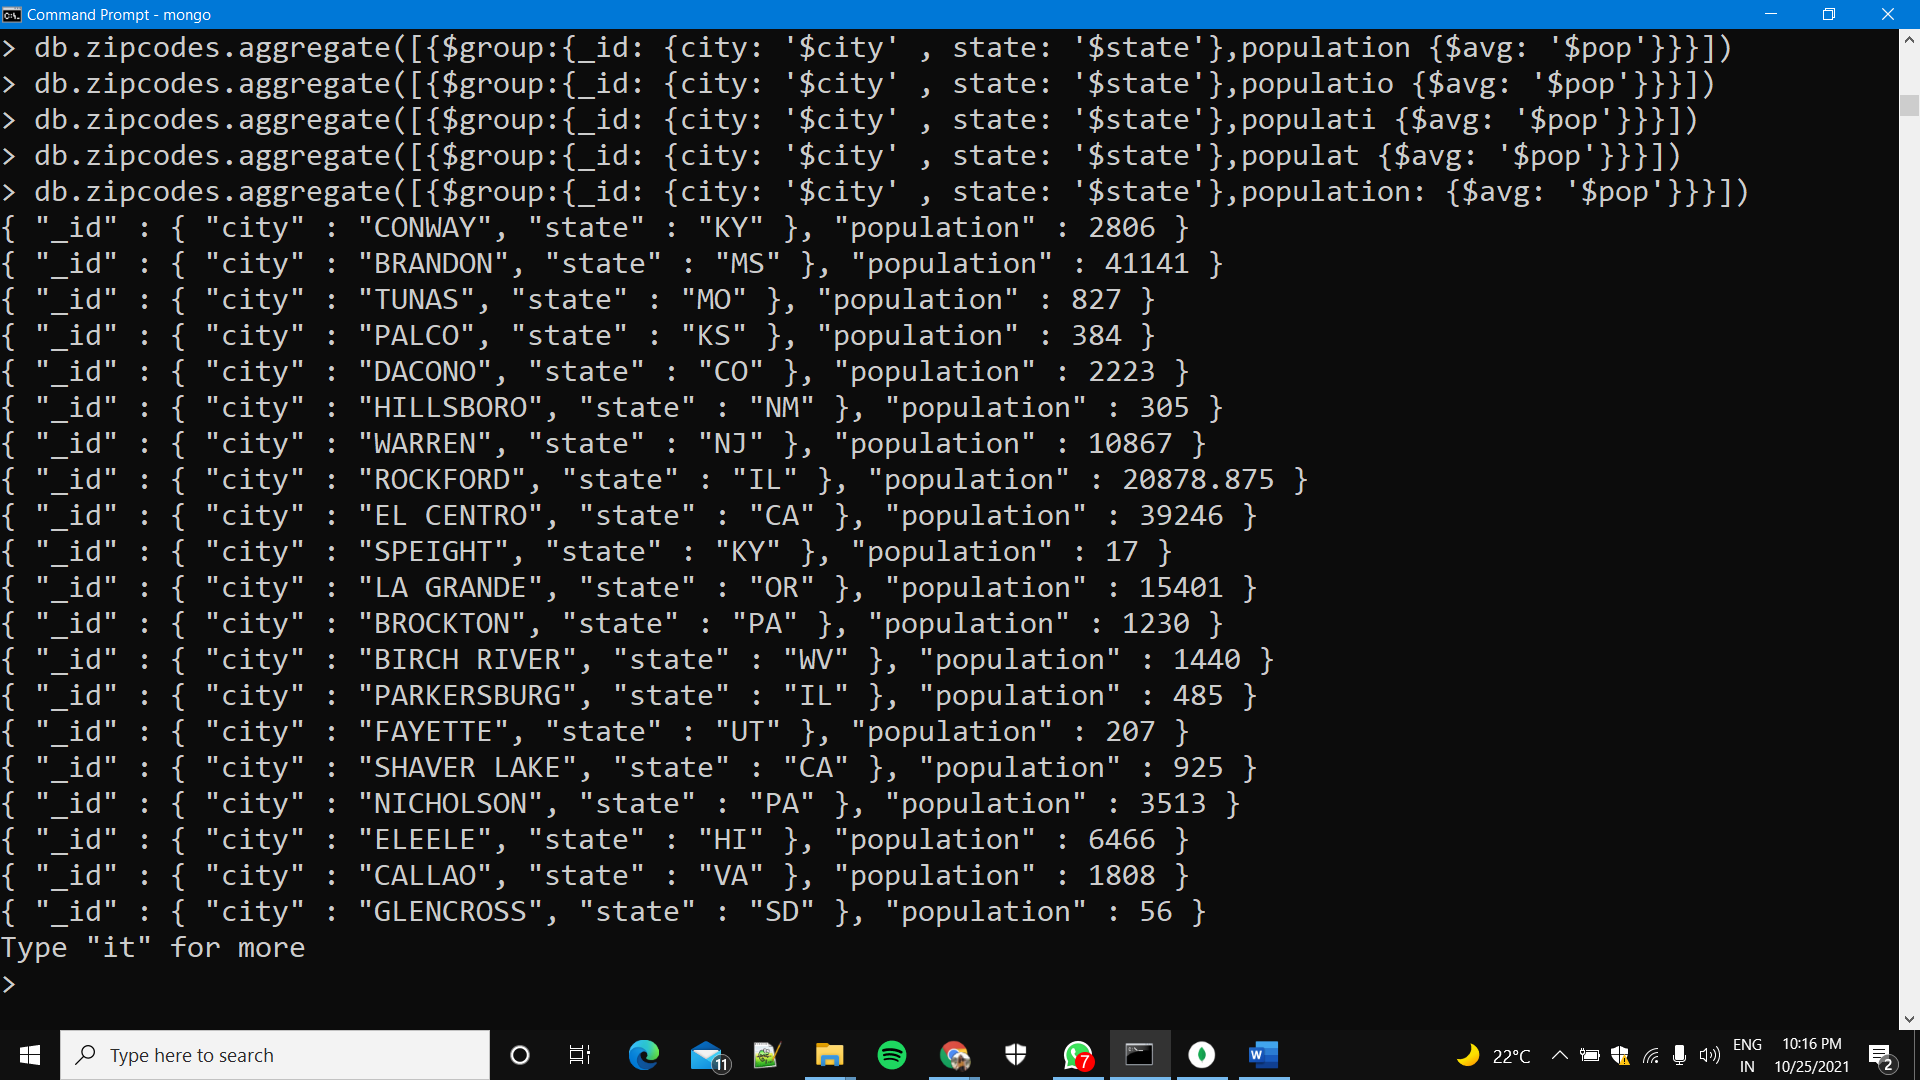 Command Prompt - mongo
> db.zipcodes.aggregate([{$group:{_id: {city: '$city' , state: '$state'},population {$avg: '$pop'}}}])
> db.zipcodes.aggregate([{$group:{_id: {city: '$city' , state: '$state'},populatio {$avg: '$pop'}}}])
> db.zipcodes.aggregate([{$group:{_id: {city: '$city' , state: '$state'},populati {$avg: '$pop'}}}])
> db.zipcodes.aggregate([{$group:{_id: {city: '$city' , state: '$state'},populat {$avg: '$pop'}}}])
> db.zipcodes.aggregate([{$group:{_id: {city: '$city' , state: '$state'},population: {$avg: '$pop'}}}])
{ "_id" : { "city" : "CONWAY", "state" : "KY" }, "population" : 2806 }
{ "_id" : { "city" : "BRANDON", "state" : "MS" }, "population" : 41141 }
{ "_id" : { "city" : "TUNAS", "state" : "MO" }, "population" : 827 }
{ "_id" : { "city" : "PALCO", "state" : "KS" }, "population" : 384 }
{ "_id" : { "city" : "DACONO", "state" : "CO" }, "population" : 2223 }
{ "_id" : { "city" : "HILLSBORO", "state" : "NM" }, "population" : 305 }
{ "_id" : { "city" : "WARREN", "state" : "NJ" }, "population" : 10867 }
{ "_id" : { "city" : "ROCKFORD", "state" : "IL" }, "population" : 20878.875 }
{ "_id" : { "city" : "EL CENTRO", "state" : "CA" }, "population" : 39246 }
{ "_id" : { "city" : "SPEIGHT", "state" : "KY" }, "population" : 17 }
{ "_id" : { "city" : "LA GRANDE", "state" : "OR" }, "population" : 15401 }
{ "_id" : { "city" : "BROCKTON", "state" : "PA" }, "population" : 1230 }
{ "_id" : { "city" : "BIRCH RIVER", "state" : "WV" }, "population" : 1440 }
{ "_id" : { "city" : "PARKERSBURG", "state" : "IL" }, "population" : 485 }
{ "_id" : { "city" : "FAYETTE", "state" : "UT" }, "population" : 207 }
{ "_id" : { "city" : "SHAVER LAKE", "state" : "CA" }, "population" : 925 }
{ "_id" : { "city" : "NICHOLSON", "state" : "PA" }, "population" : 3513 }
{ "_id" : { "city" : "ELEELE", "state" : "HI" }, "population" : 6466 }
{ "_id" : { "city" : "CALLAO", "state" : "VA" }, "population" : 1808 }
{ "_id" : { "city" : "GLENCROSS", "state" : "SD" }, "population" : 56 }
Type "it" for more
>
Type here to search
11
7
W
22°C
ENG
IN
10:16 PM
10/25/2021
2